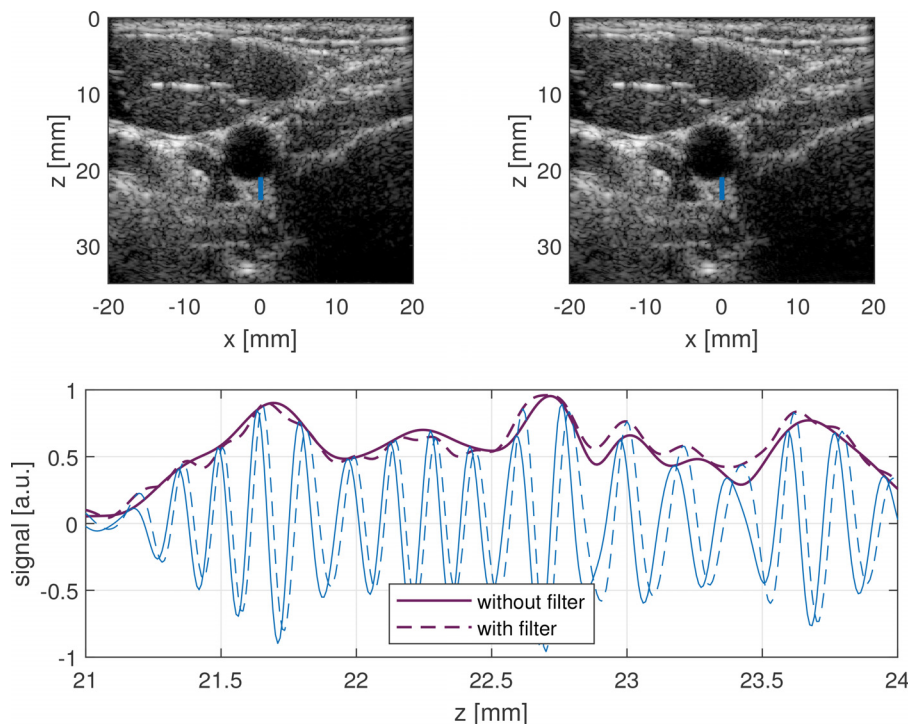 0
10
20
30
z [mm]
-20 -10 0 10 20
x [mm]
0
10
20
30
z [mm]
-20 -10 0 10 20
x [mm]
1
0.5
0
-0.5
-1
signal [a.u.]
without filter
with filter
21 21.5 22 22.5 23 23.5 24
z [mm]